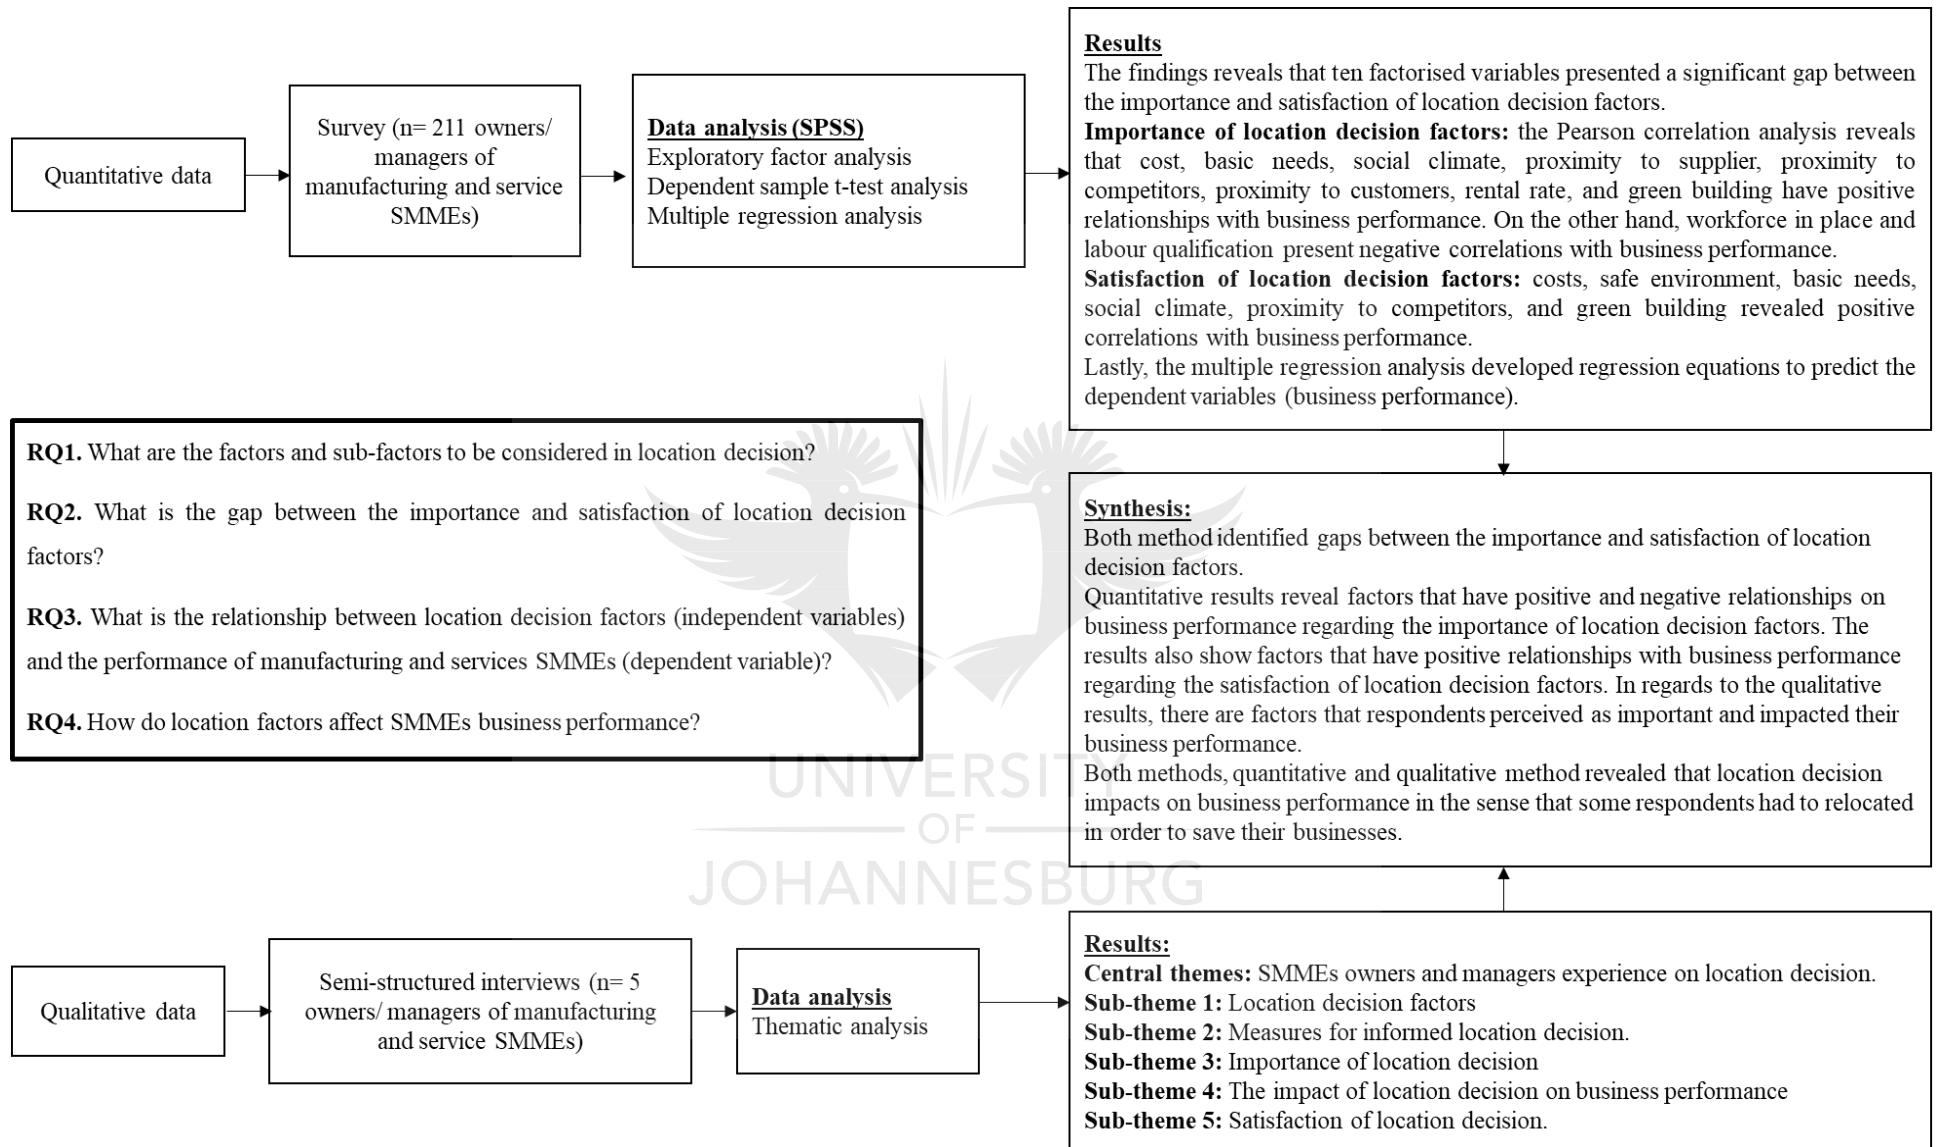 Quantitative data
Survey (n= 211 owners/
managers of
manufacturing and service
SMMEs)
Data analysis (SPSS)
Exploratory factor analysis
Dependent sample t-test analysis
Multiple regression analysis
Results
The findings reveals that ten factorised variables presented a significant gap between
the importance and satisfaction of location decision factors.
Importance of location decision factors: the Pearson correlation analysis reveals
that cost, basic needs, social climate, proximity to supplier, proximity to
competitors, proximity to customers, rental rate, and green building have positive
relationships with business performance. On the other hand, workforce in place and
labour qualification present negative correlations with business performance.
Satisfaction of location decision factors: costs, safe environment, basic needs,
social climate, proximity to competitors, and green building revealed positive
correlations with business performance.
Lastly, the multiple regression analysis developed regression equations to predict the
dependent variables (business performance).
RQ1. What are the factors and sub-factors to be considered in location decision?
RQ2. What is the gap between the importance and satisfaction of location decision
factors?
RQ3. What is the relationship between location decision factors (independent variables)
and the performance of manufacturing and services SMMEs (dependent variable)?
RQ4. How do location factors affect SMMEs business performance?
Synthesis:
Both method identified gaps between the importance and satisfaction of location
decision factors.
Quantitative results reveal factors that have positive and negative relationships on
business performance regarding the importance of location decision factors. The
results also show factors that have positive relationships with business performance
regarding the satisfaction of location decision factors. In regards to the qualitative
results, there are factors that respondents perceived as important and impacted their
business performance.
Both methods, quantitative and qualitative method revealed that location decision
impacts on business performance in the sense that some respondents had to relocated
in order to save their businesses.
UNIVERSITY
OF
JOHANNESBURG
Qualitative data
Semi-structured interviews (n= 5
owners/ managers of manufacturing
and service SMMEs)
Data analysis
Thematic analysis
Results:
Central themes: SMMEs owners and managers experience on location decision.
Sub-theme 1: Location decision factors
Sub-theme 2: Measures for informed location decision.
Sub-theme 3: Importance of location decision
Sub-theme 4: The impact of location decision on business performance
Sub-theme 5: Satisfaction of location decision.